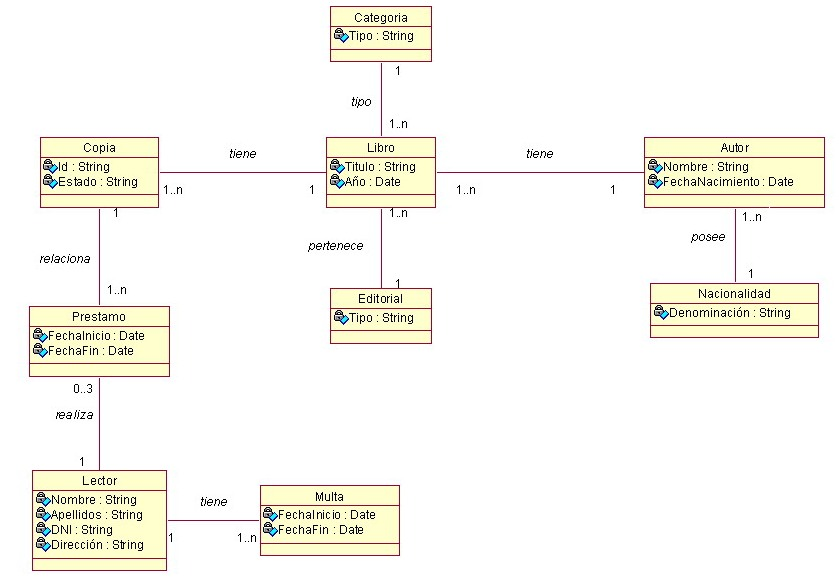 Categoria
Tipo : String
1
tipo
1..n
Copia
Id : String
Estado : String
tiene
1..n
1
Libro
Titulo : String
Año : Date
tiene
1..n
1
Autor
Nombre : String
FechaNacimiento : Date
1
relaciona
1..n
1..n
pertenece
1
1..n
posee
1
Editorial
Tipo : String
Nacionalidad
Denominación : String
Prestamo
FechaInicio : Date
FechaFin : Date
0..3
realiza
1
Lector
Nombre : String
Apellidos : String
DNI : String
Dirección : String
tiene
1
1..n
Multa
FechaInicio : Date
FechaFin : Date